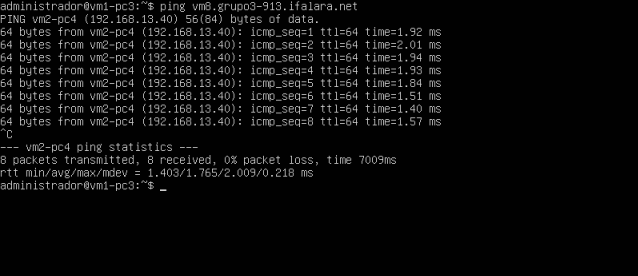 administrador@vm1-pc3:~$ ping vm8.grupo3-913.ifalara.net
PING vm2-pc4 (192.168.13.40) 56(84) bytes of data.
64 bytes from vm2-pc4 (192.168.13.40): icmp_seq=1 ttl=64 time=1.92 ms
64 bytes from vm2-pc4 (192.168.13.40): icmp_seq=2 ttl=64 time=2.01 ms
64 bytes from vm2-pc4 (192.168.13.40): icmp_seq=3 ttl=64 time=1.94 ms
64 bytes from vm2-pc4 (192.168.13.40): icmp_seq=4 ttl=64 time=1.93 ms
64 bytes from vm2-pc4 (192.168.13.40): icmp_seq=5 ttl=64 time=1.84 ms
64 bytes from vm2-pc4 (192.168.13.40): icmp_seq=6 ttl=64 time=1.51 ms
64 bytes from vm2-pc4 (192.168.13.40): icmp_seq=7 ttl=64 time=1.40 ms
64 bytes from vm2-pc4 (192.168.13.40): icmp_seq=8 ttl=64 time=1.57 ms
^C
--- vm2-pc4 ping statistics ---
8 packets transmitted, 8 received, 0% packet loss, time 7009ms
rtt min/avg/max/mdev = 1.403/1.765/2.009/0.218 ms
administrador@vm1-pc3:~$ _